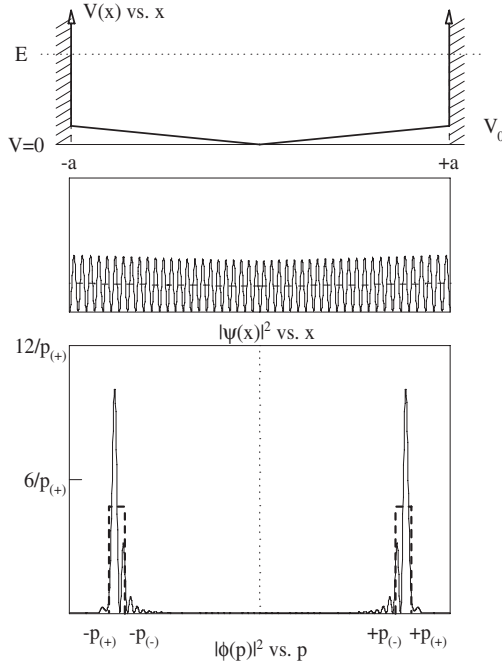 V(x) vs. x
E
V=0
V₀
-a
+a
|ψ(x)|² vs. x
12/p₍₊₎
6/p₍₊₎
-p₍₊₎ -p₍₋₎ +p₍₋₎ +p₍₊₎
|ϕ(p)|² vs. p